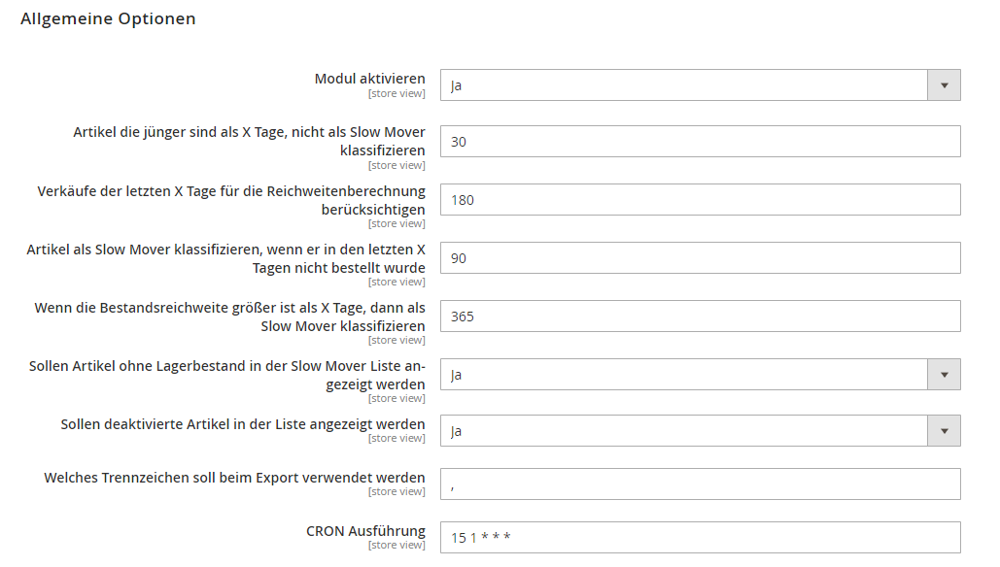 Allgemeine Optionen
Modul aktivieren
[store view]
Ja
Artikel die jünger sind als X Tage, nicht als Slow Mover
klassifizieren
[store view]
30
Verkäufe der letzten X Tage für die Reichweitenberechnung
berücksichtigen
[store view]
180
Artikel als Slow Mover klassifizieren, wenn er in den letzten X
Tagen nicht bestellt wurde
[store view]
90
Wenn die Bestandsreichweite größer ist als X Tage, dann als
Slow Mover klassifizieren
[store view]
365
Sollen Artikel ohne Lagerbestand in der Slow Mover Liste an-
gezeigt werden
[store view]
Ja
Sollen deaktivierte Artikel in der Liste angezeigt werden
[store view]
Ja
Welches Trennzeichen soll beim Export verwendet werden
[store view]
,
CRON Ausführung
[store view]
15 1 * * *